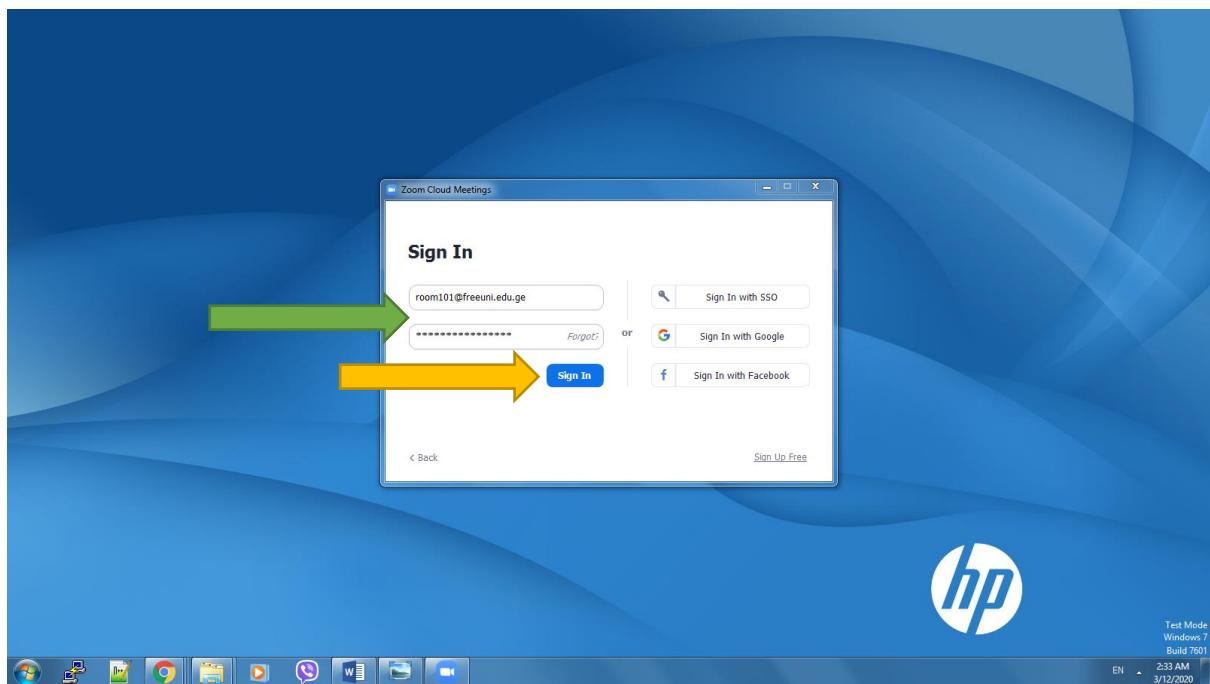 Zoom Cloud Meetings
Sign In
room101@freeuni.edu.ge
**************** Forgot?
or
Sign In
Sign In with SSO
G Sign In with Google
f Sign In with Facebook
< Back
Sign Up Free
hp
Test Mode
Windows 7
Build 7601
EN
2:33 AM
3/12/2020